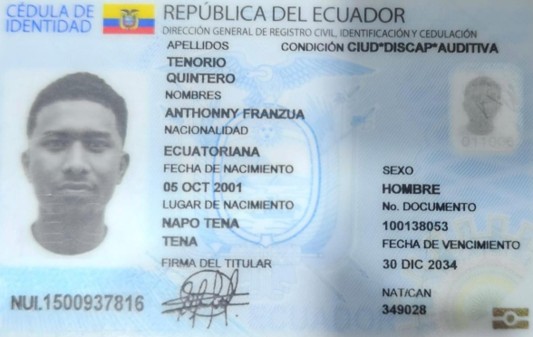 CÉDULA DE
IDENTIDAD
REPÚBLICA DEL ECUADOR
DIRECCIÓN GENERAL DE REGISTRO CIVIL, IDENTIFICACIÓN Y CEDULACIÓN
APELLIDOS
CONDICIÓN CIUD*DISCAP*AUDITIVA
TENORIO
QUINTERO
NOMBRES
ANTHONNY FRANZUA
NACIONALIDAD
ECUATORIANA
FECHA DE NACIMIENTO
SEXO
05 OCT 2001
HOMBRE
LUGAR DE NACIMIENTO
No. DOCUMENTO
NAPO TENA
100138053
TENA
FECHA DE VENCIMIENTO
FIRMA DEL TITULAR
30 DIC 2034
NUI.1500937816
NAT/CAN
349028